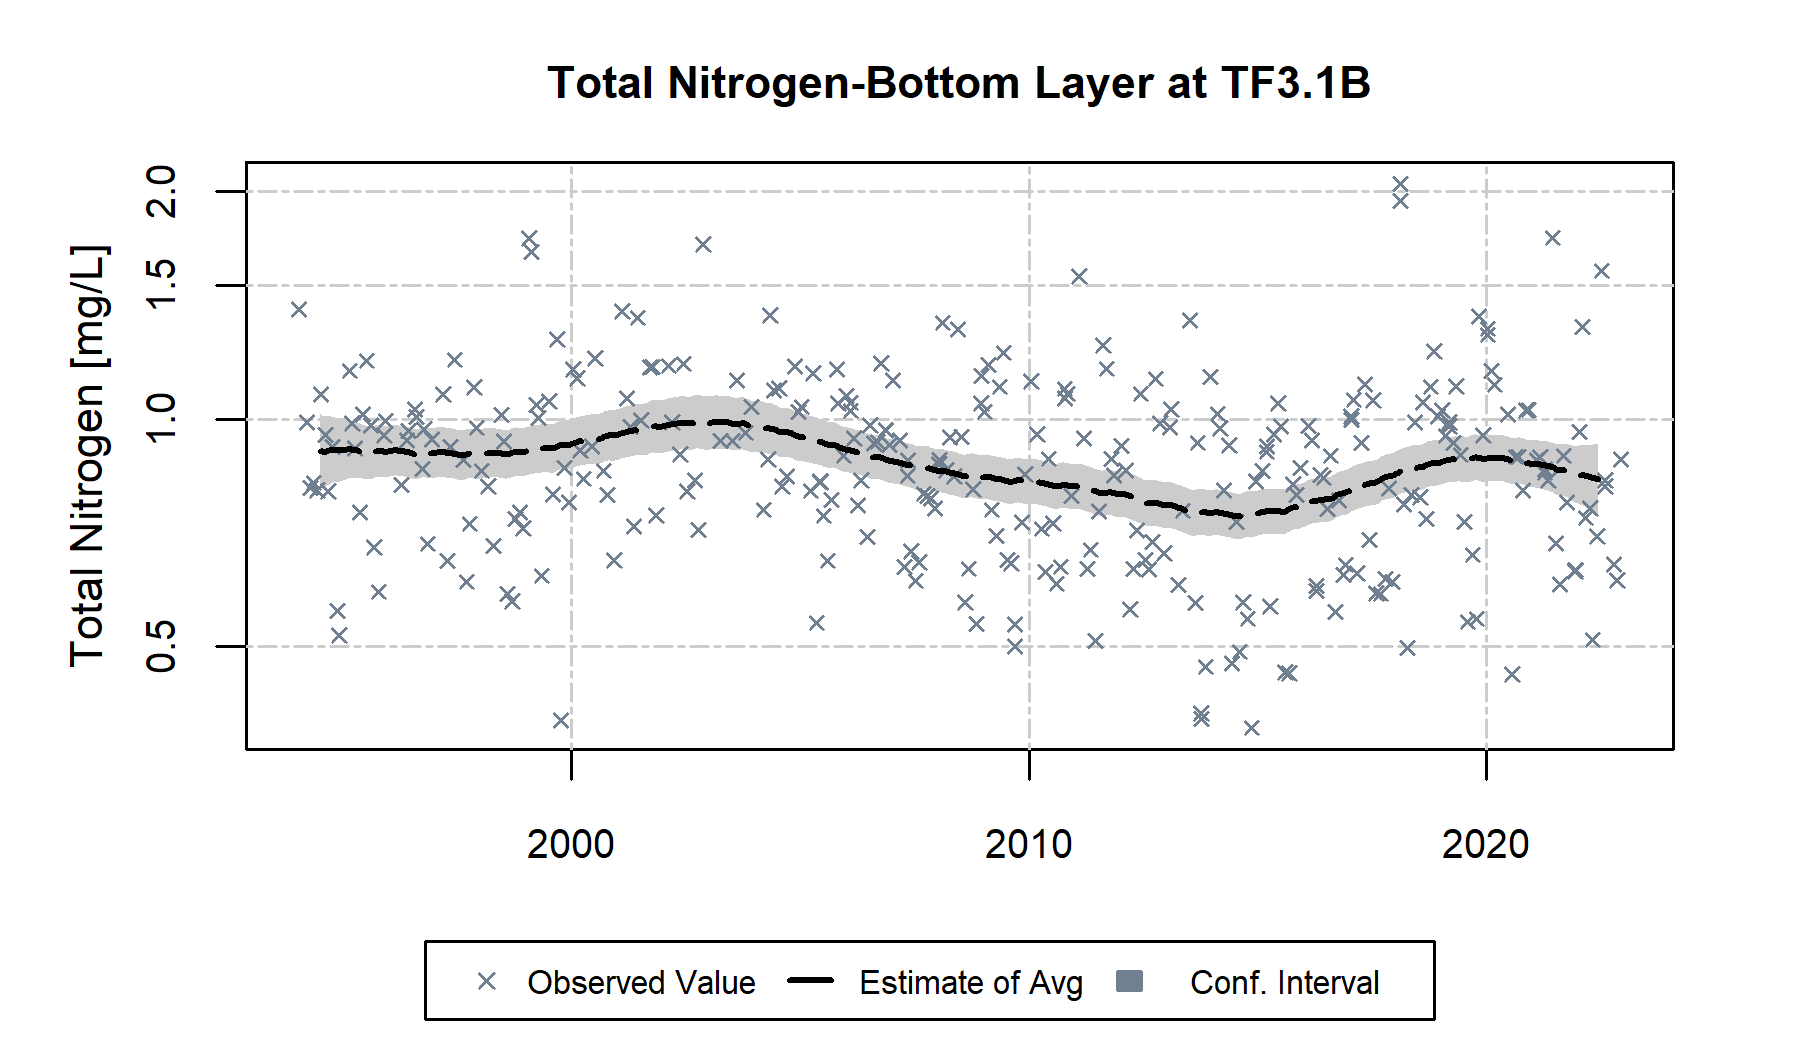 Total Nitrogen-Bottom Layer at TF3.1B
Total Nitrogen [mg/L]
2.0
1.5
1.0
0.5
2000
2010
2020
Observed Value
Estimate of Avg
Conf. Interval